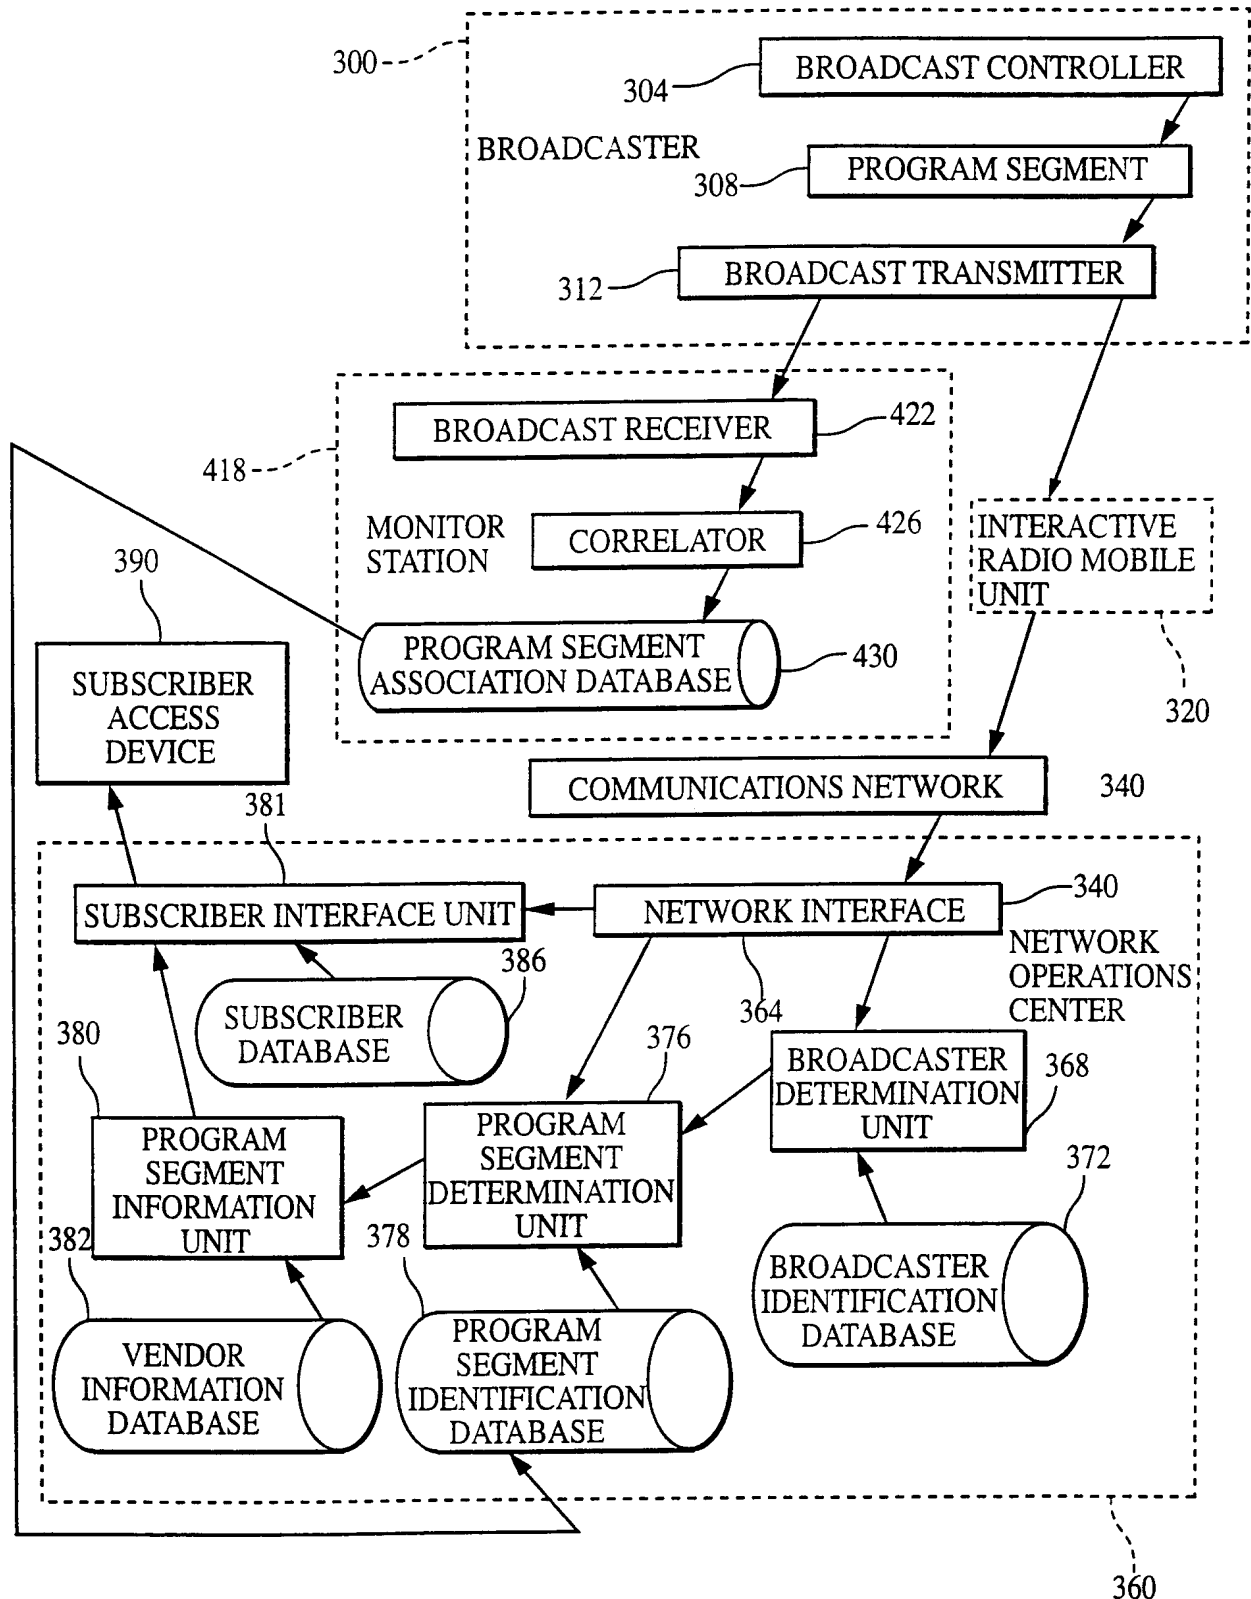 300
BROADCAST CONTROLLER
304
BROADCASTER
PROGRAM SEGMENT
308
BROADCAST TRANSMITTER
312
BROADCAST RECEIVER
422
418
MONITOR
STATION
CORRELATOR
426
INTERACTIVE
RADIO MOBILE
UNIT
320
390
SUBSCRIBER
ACCESS
DEVICE
PROGRAM SEGMENT
ASSOCIATION DATABASE
430
COMMUNICATIONS NETWORK
340
381
SUBSCRIBER INTERFACE UNIT
NETWORK INTERFACE
340
NETWORK
OPERATIONS
CENTER
386
SUBSCRIBER
DATABASE
364
380
376
BROADCASTER
DETERMINATION
UNIT
368
PROGRAM
SEGMENT
INFORMATION
UNIT
PROGRAM
SEGMENT
DETERMINATION
UNIT
372
382
378
BROADCASTER
IDENTIFICATION
DATABASE
VENDOR
INFORMATION
DATABASE
PROGRAM
SEGMENT
IDENTIFICATION
DATABASE
360